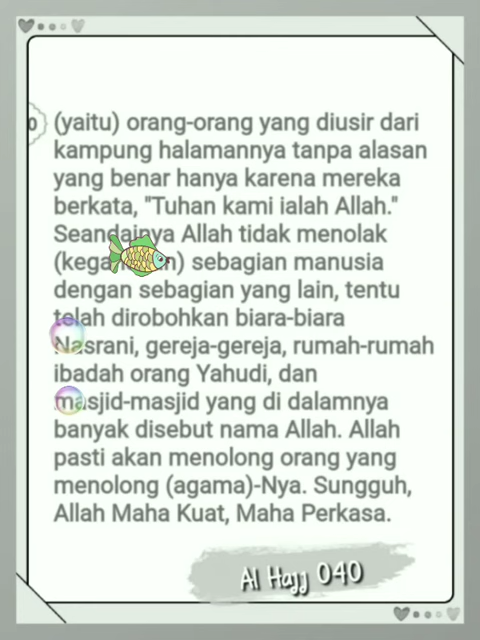 0
(yaitu) orang-orang yang diusir dari
kampung halamannya tanpa alasan
yang benar hanya karena mereka
berkata, "Tuhan kami ialah Allah."
Seandainya Allah tidak menolak
sebagian manusia
dengan sebagian yang lain, tentu
telah dirobohkan biara-biara
Nasrani, gereja-gereja, rumah-rumah
ibadah orang Yahudi, dan
masjid-masjid yang di dalamnya
banyak disebut nama Allah. Allah
pasti akan menolong orang yang
menolong (agama)-Nya. Sungguh,
Allah Maha Kuat, Maha Perkasa.
Al Hajj 040